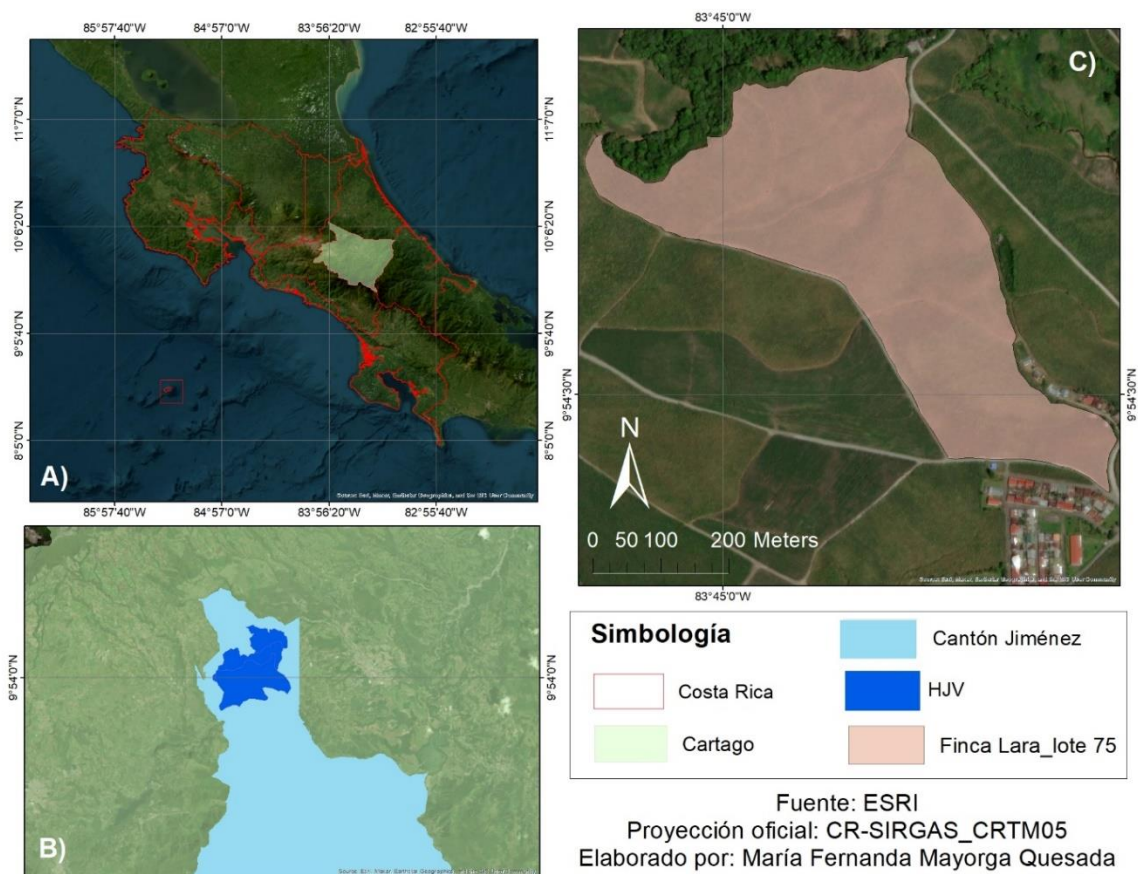 85°57'40"W 84°57'0"W 83°56'20"W 82°55'40"W
11°7'0"N
10°6'20"N
9°5'40"N
8°5'0"N
11°7'0"N
10°6'20"N
9°5'40"N
8°5'0"N
A)
85°57'40"W 84°57'0"W 83°56'20"W 82°55'40"W
9°54'0"N
9°54'0"N
B)
83°45'0"W
C)
9°54'30"N
9°54'30"N
N
0 50 100 200 Meters
83°45'0"W
Simbología
Costa Rica
Cartago
Cantón Jiménez
HJV
Finca Lara_lote 75
Fuente: ESRI
Proyección oficial: CR-SIRGAS_CRTM05
Elaborado por: María Fernanda Mayorga Quesada